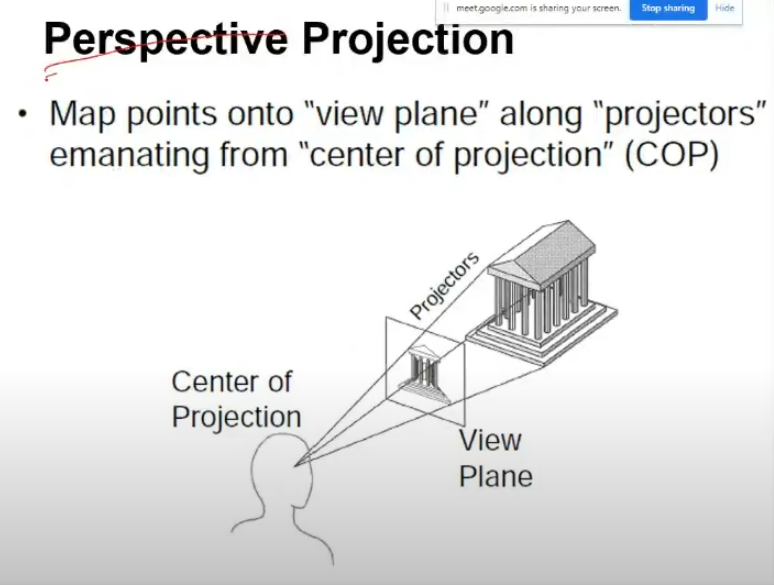 meet.google.com is sharing your screen.
Stop sharing
Hide
Perspective Projection
• Map points onto “view plane” along “projectors”
emanating from “center of projection” (COP)
Projectors
Center of
Projection
View
Plane